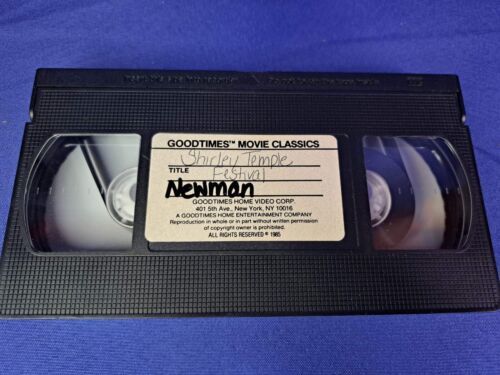 GOODTIMES™ MOVIE CLASSICS
Shirley Temple
TITLE Festival
Newman
GOODTIMES HOME VIDEO CORP.
401 5th Ave., New York, NY 10016
A GOODTIMES HOME ENTERTAINMENT COMPANY
Reproduction in whole or in part without written permission
of copyright owner is prohibited.
ALL RIGHTS RESERVED © 1985